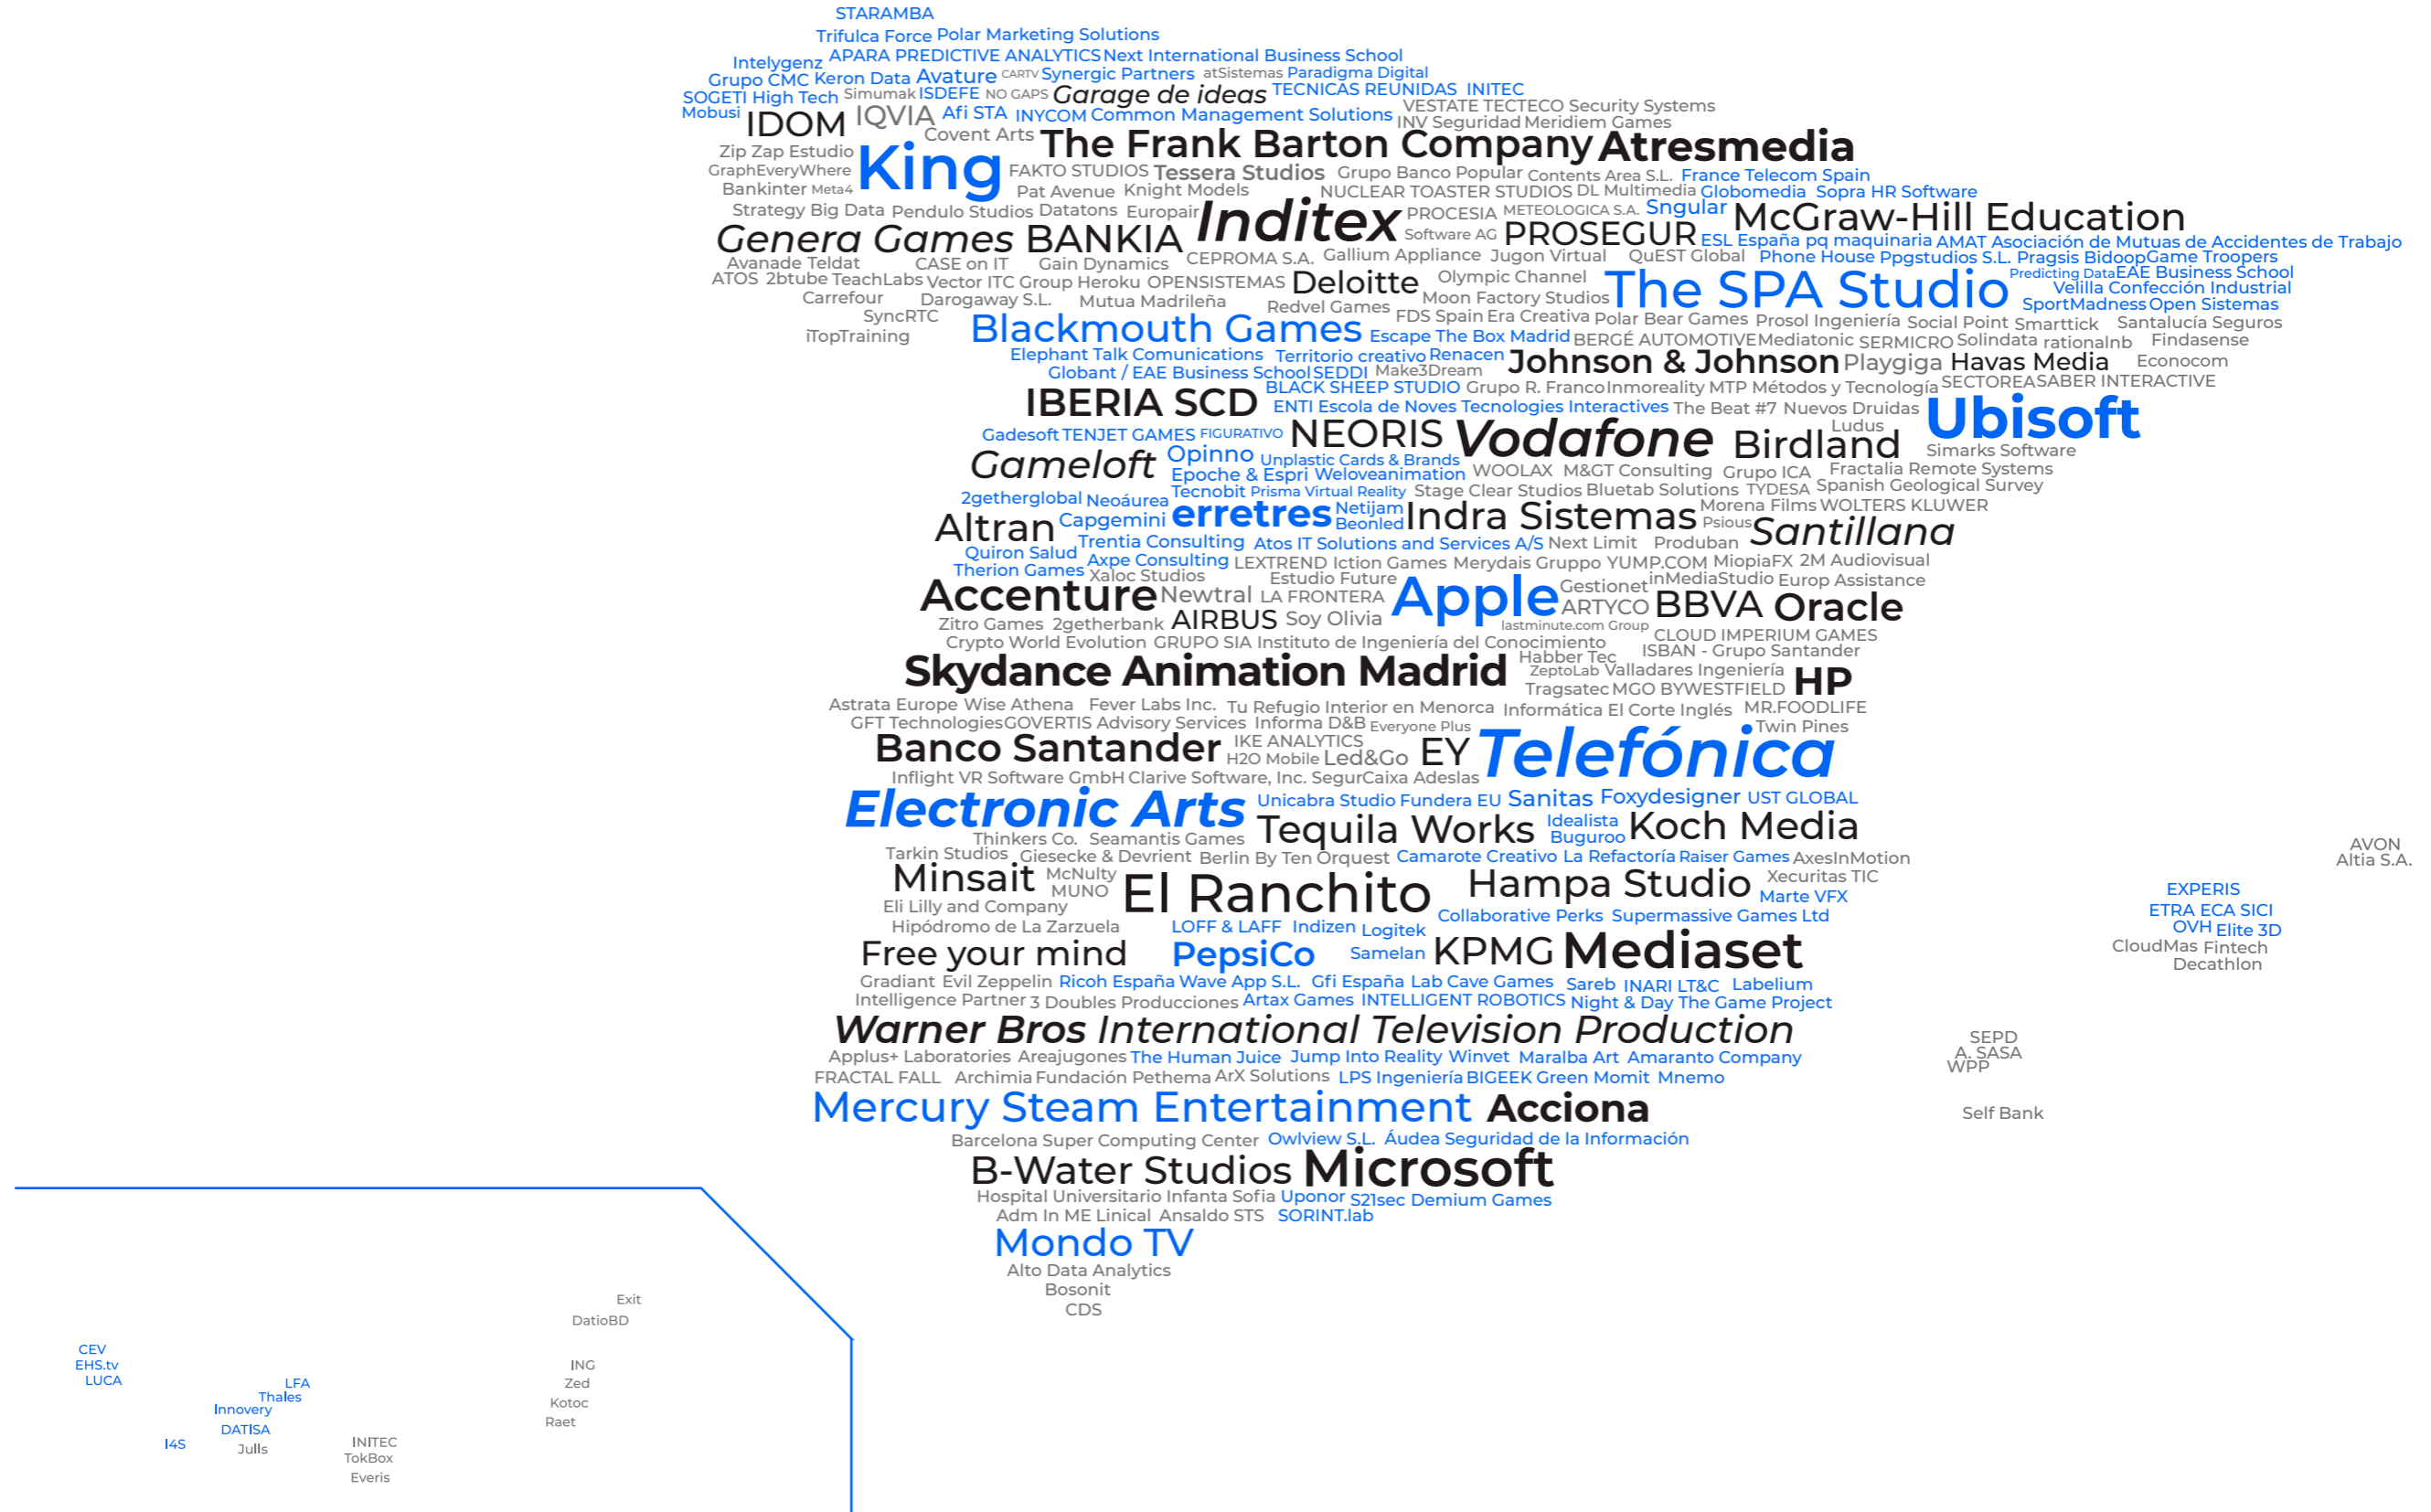 STARAMBA
Trifulca Force Polar Marketing Solutions
APARA PREDICTIVE ANALYTICS Next International Business School
Intelygenz
Grupo CMC Keron Data Avature CARTV Synergic Partners atSistemas Paradigma Digital
SOGETI High Tech Simumak ISDEFE NO GAPS Garage de ideas TECNICAS REUNIDAS INITEC
Mobusi IDOM IQVIA Afi STA INYCOM Common Management Solutions VESTATE TECTECO Security Systems
INV Seguridad Meridiem Games
Covent Arts The Frank Barton Company Atresmedia
Zip Zap Estudio King
GraphEveryWhere FAKTO STUDIOS Tessera Studios Grupo Banco Popular Contents Area S.L. France Telecom Spain
Bankinter Meta4 Pat Avenue Knight Models NUCLEAR TOASTER STUDIOS DL Multimedia Globomedia Sopra HR Software
Strategy Big Data Pendulo Studios Datatons Europair Inditex PROCESIA METEOLOGICA S.A. Sngular McGraw-Hill Education
Genera Games BANKIA Software AG PROSEGUR ESL España pq maquinaria AMAT Asociación de Mutuas de Accidentes de Trabajo
Avanade Teldat CASE on IT Gain Dynamics CEPROMA S.A. Gallium Appliance Jugon Virtual QuEST Global Phone House Ppgstudios S.L. Pragsis Bidoop Game Troopers
ATOS 2btube TeachLabs Vector ITC Group Heroku OPENSISTEMAS Deloitte Olympic Channel The SPA Studio Predicting Data EAE Business School
Velilla Confección Industrial
Carrefour Darogaway S.L. Mutua Madrileña Redvel Games Moon Factory Studios SportMadness Open Sistemas
SyncRTC FDS Spain Era Creativa Polar Bear Games Prosol Ingeniería Social Point Smarttick Santalucía Seguros
iTopTraining Blackmouth Games Escape The Box Madrid BERGÉ AUTOMOTIVE Mediatonic SERMICRO Solindata rationalnb Findasense
Elephant Talk Comunications Territorio creativo Renacen Johnson & Johnson Playgiga Havas Media Econocom
Globant / EAE Business School SEDDI Make3Dream
BLACK SHEEP STUDIO Grupo R. Franco Inmoreality MTP Métodos y Tecnología SECTOREA SABER INTERACTIVE
IBERIA SCD ENTI Escola de Noves Tecnologies Interactives The Beat #7 Nuevos Druidas Ubisoft
Gadesoft TENJET GAMES FIGURATIVO NEORIS Vodafone Birdland Ludus
Simarks Software
Gameloft Opinno Unplastic Cards & Brands
Epoche & Espri Weloveanimation WOOLAX M&GT Consulting Grupo ICA Fractalia Remote Systems
2getherglobal Neoáurea Tecnobit Prisma Virtual Reality Stage Clear Studios Bluetab Solutions TYDESA Spanish Geological Survey
Altran Capgemini erretres Netijam Beonled Indra Sistemas Morena Films WOLTERS KLUWER
Psious Santillana
Quiron Salud Trentia Consulting Atos IT Solutions and Services A/S Next Limit Produban
Therion Games Axpe Consulting LEXTREND Iction Games Merydais Gruppo YUMP.COM MiopiaFX 2M Audiovisual
Xaloc Studios Estudio Future Apple Gestionet inMediaStudio Europ Assistance
Accenture Newtral LA FRONTERA ARTYCO BBVA Oracle
Zitro Games 2getherbank AIRBUS Soy Olivia lastminute.com Group
Crypto World Evolution GRUPO SIA Instituto de Ingeniería del Conocimiento CLOUD IMPERIUM GAMES
ISBAN - Grupo Santander
Skydance Animation Madrid Habber Tec
ZeptoLab Valladares Ingeniería HP
Tragsatec MGO BYWESTFIELD
Astrata Europe Wise Athena Fever Labs Inc. Tu Refugio Interior en Menorca Informática El Corte Inglés MR.FOODLIFE
GFT Technologies GOVERTIS Advisory Services Informa D&B Everyone Plus Twin Pines
Banco Santander IKE ANALYTICS EY Telefónica
H2O Mobile Led&Go
Inflight VR Software GmbH Clarive Software, Inc. SegurCaixa Adeslas
Electronic Arts Unicabra Studio Fundera EU Sanitas Foxydesigner UST GLOBAL
Thinkers Co. Seamantis Games Tequila Works Idealista Buguroo Koch Media
Tarkin Studios Giesecke & Devrient Berlin By Ten Orquest Camarote Creativo La Refactoría Raiser Games AxesInMotion
Minsait McNulty MUNO El Ranchito Hampa Studio Xecuritas TIC
Marte VFX
Eli Lilly and Company Collaborative Perks Supermassive Games Ltd
Hipódromo de La Zarzuela LOFF & LAFF Indizen Logitek
Free your mind PepsiCo Samelan KPMG Mediaset
Gradiant Evil Zeppelin Ricoh España Wave App S.L. Gfi España Lab Cave Games Sareb INARI LT&C Labelium
Intelligence Partner 3 Doubles Producciones Artax Games INTELLIGENT ROBOTICS Night & Day The Game Project
Warner Bros International Television Production
Applus+ Laboratories Areajugones The Human Juice Jump Into Reality Winvet Maralba Art Amaranto Company
FRACTAL FALL Archimia Fundación Pethema ArX Solutions LPS Ingeniería BIGEEK Green Momit Mnemo
Mercury Steam Entertainment Acciona
Barcelona Super Computing Center Owlview S.L. Áudea Seguridad de la Información
B-Water Studios Microsoft
Hospital Universitario Infanta Sofia Uponor S21sec Demium Games
Adm In ME Linical Ansaldo STS SORINT.lab
Mondo TV
Alto Data Analytics
Bosonit
CDS
AVON
Altia S.A.
EXPERIS
ETRA ECA SICI
OVH Elite 3D
CloudMas Fintech
Decathlon
SEPD
A. SASA
WPP
Self Bank
Exit
DatioBD
ING
Zed
Kotoc
Raet
CEV
EHS.tv
LUCA
LFA
Thales
Innovery
DATISA
I4S
Julls
INITEC
TokBox
Everis